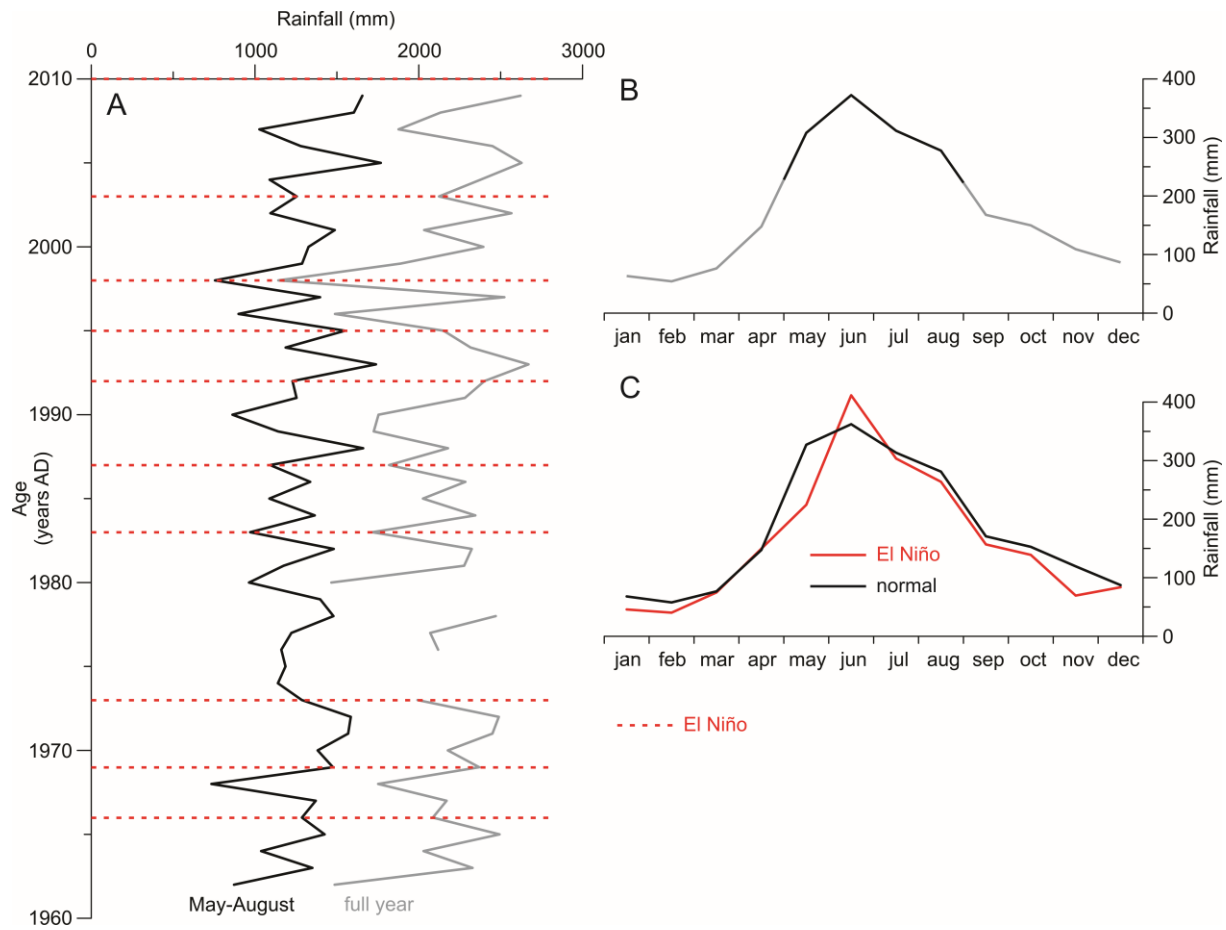 Rainfall (mm)
0 1000 2000 3000
A
2010
2000
1990
1980
1970
1960
Age
(years AD)
May-August full year
B
400
300
200
100
0
Rainfall (mm)
jan feb mar apr may jun jul aug sep oct nov dec
C
400
300
200
100
0
Rainfall (mm)
El Niño
normal
jan feb mar apr may jun jul aug sep oct nov dec
El Niño